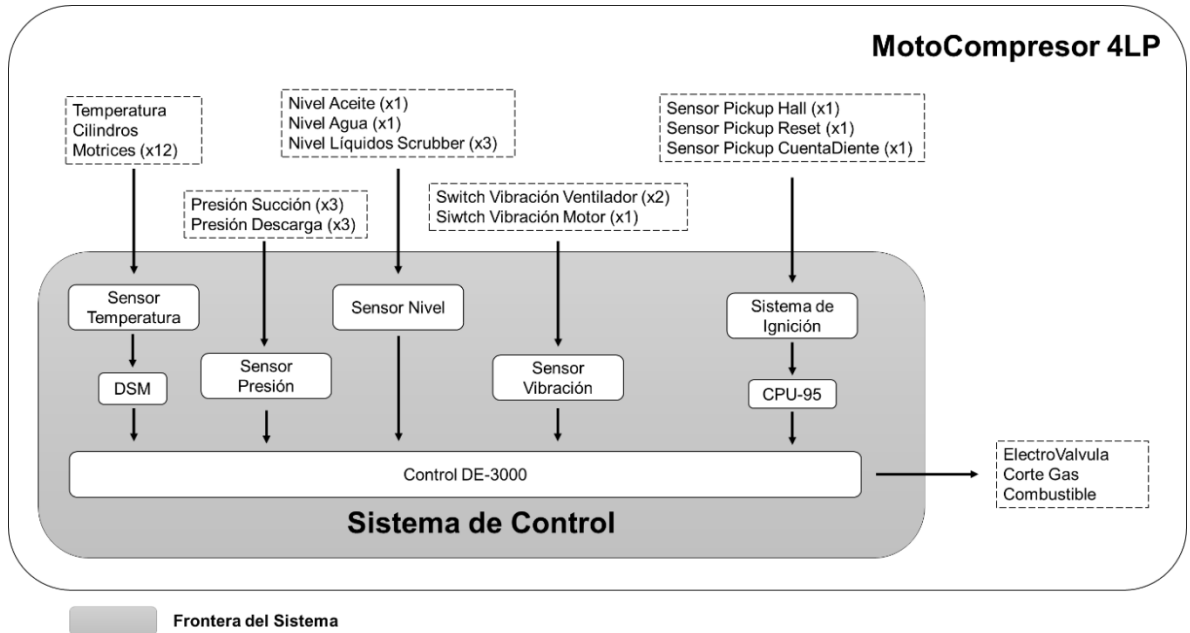 MotoCompresor 4LP
Temperatura
Cilindros
Motrices (x12)
Nivel Aceite (x1)
Nivel Agua (x1)
Nivel Líquidos Scrubber (x3)
Sensor Pickup Hall (x1)
Sensor Pickup Reset (x1)
Sensor Pickup CuentaDiente (x1)
Presión Succión (x3)
Presión Descarga (x3)
Switch Vibración Ventilador (x2)
Siwtch Vibración Motor (x1)
Sensor
Temperatura
Sensor Nivel
Sistema de
Ignición
Sensor
Presión
Sensor
Vibración
DSM
CPU-95
Control DE-3000
ElectroValvula
Corte Gas
Combustible
Sistema de Control
Frontera del Sistema